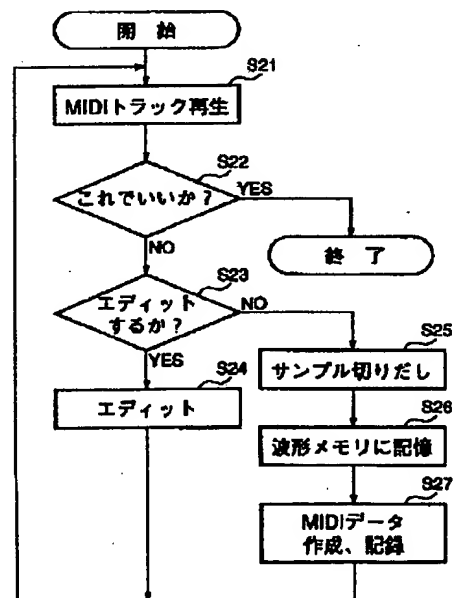 開始
S21
MIDIトラック再生
S22
これでいいか?
YES
NO
終了
S23
エディット
するか?
NO
YES
S24
エディット
S25
サンプル切りだし
S26
波形メモリに記憶
S27
MIDIデータ
作成、記録